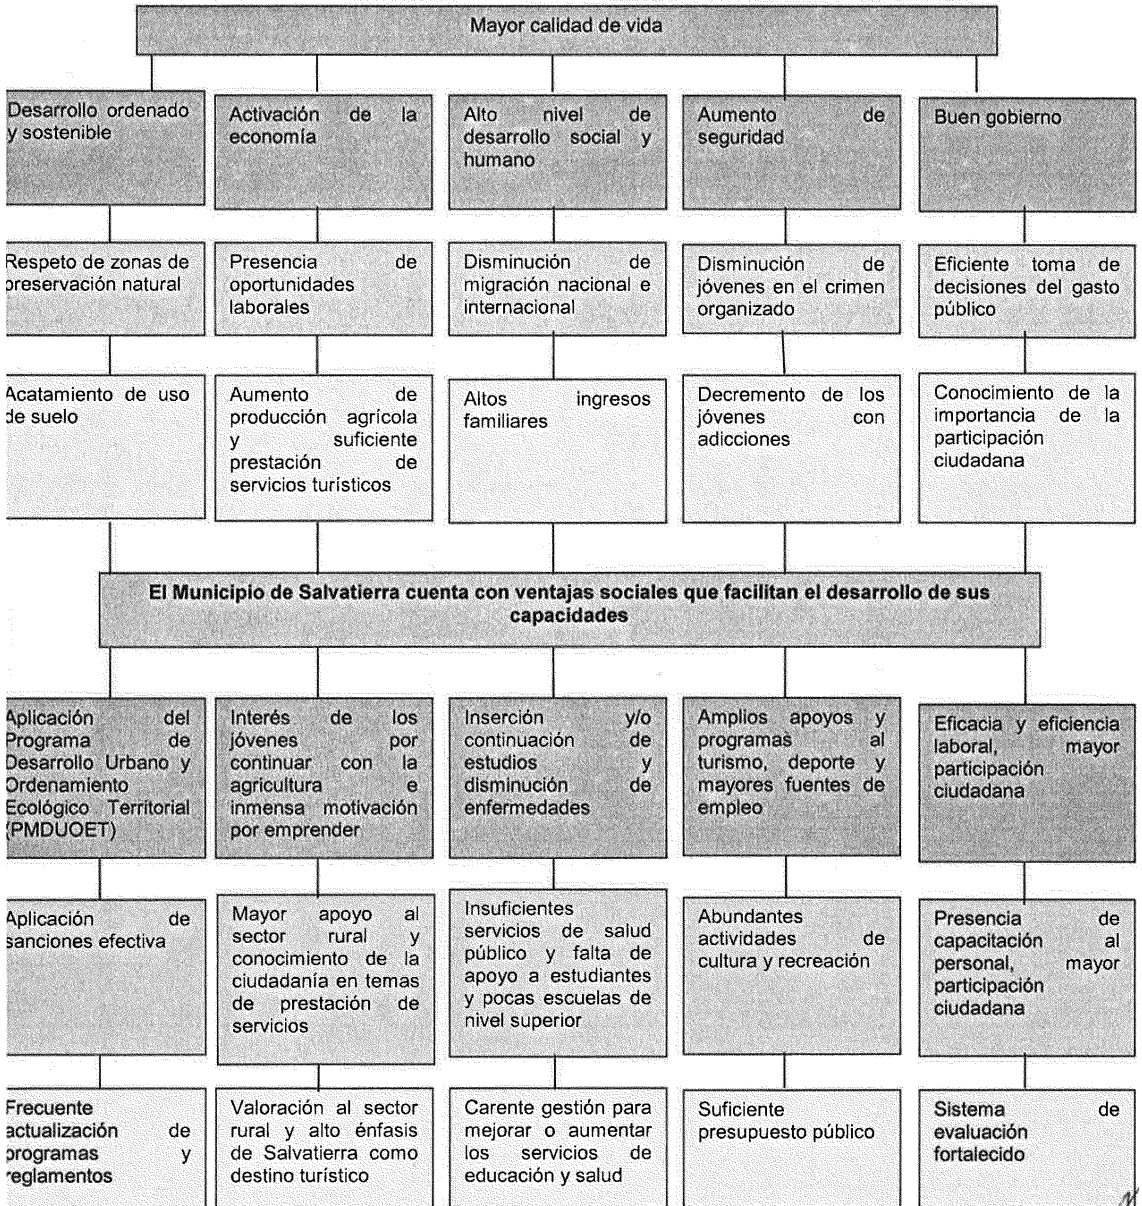 Mayor calidad de vida
Desarrollo ordenado
y sostenible
Activación de la
economía
Alto nivel de
desarrollo social y
humano
Aumento de
seguridad
Buen gobierno
Respeto de zonas de
preservación natural
Presencia de
oportunidades
laborales
Disminución de
migración nacional e
internacional
Disminución de
jóvenes en el crimen
organizado
Eficiente toma de
decisiones del gasto
público
Acatamiento de uso
de suelo
Aumento de
producción agrícola
y suficiente
prestación de
servicios turísticos
Altos ingresos
familiares
Decremento de los
jóvenes con
adicciones
Conocimiento de la
importancia de la
participación
ciudadana
El Municipio de Salvatierra cuenta con ventajas sociales que facilitan el desarrollo de sus
capacidades
Aplicación del
Programa de
Desarrollo Urbano y
Ordenamiento
Ecológico Territorial
(PMDUOET)
Interés de los
jóvenes por
continuar con la
agricultura e
inmensa motivación
por emprender
Inserción y/o
continuación de
estudios y
disminución de
enfermedades
Amplios apoyos y
programas al
turismo, deporte y
mayores fuentes de
empleo
Eficacia y eficiencia
laboral, mayor
participación
ciudadana
Aplicación de
sanciones efectiva
Mayor apoyo al
sector rural y
conocimiento de la
ciudadanía en temas
de prestación de
servicios
Insuficientes
servicios de salud
público y falta de
apoyo a estudiantes
y pocas escuelas de
nivel superior
Abundantes
actividades de
cultura y recreación
Presencia de
capacitación al
personal, mayor
participación
ciudadana
Frecuente
actualización de
programas y
reglamentos
Valoración al sector
rural y alto énfasis
de Salvatierra como
destino turístico
Carente gestión para
mejorar o aumentar
los servicios de
educación y salud
Suficiente
presupuesto público
Sistema de
evaluación
fortalecido